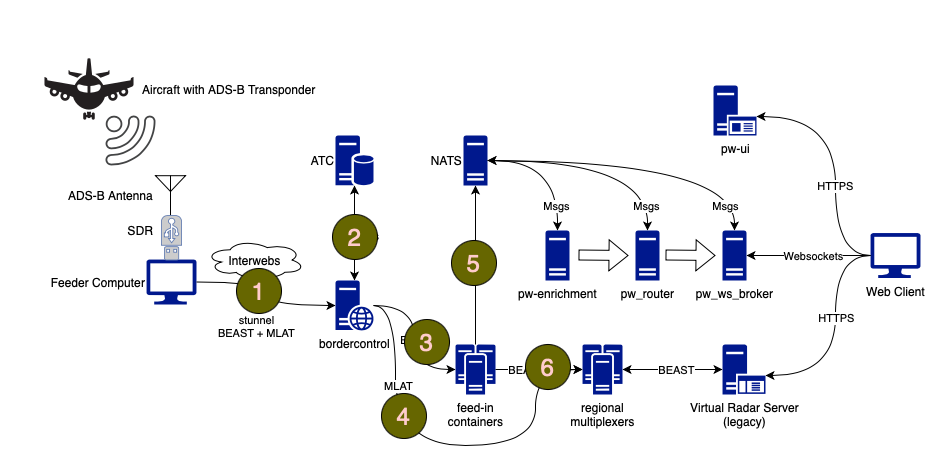 Aircraft with ADS-B Transponder
ADS-B Antenna
SDR
Feeder Computer
Interwebs
1
stunnel
BEAST + MLAT
ATC
2
bordercontrol
3
MLAT
4
NATS
5
feed-in
containers
6
regional
multiplexers
BEAST
Virtual Radar Server
(legacy)
Msgs
Msgs
Msgs
pw-enrichment
pw_router
pw_ws_broker
pw-ui
HTTPS
Websockets
Web Client
HTTPS